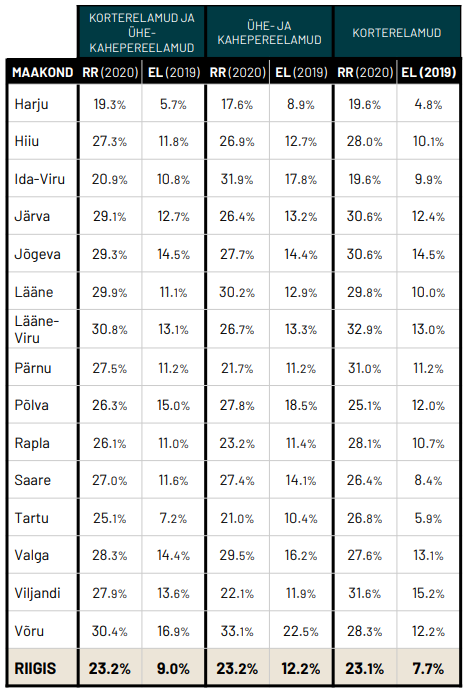 KORTERELAMUD JA ÜHE- KAHEPEREELAMUD ÜHE- JA KAHEPEREELAMUD KORTERELAMUD
MAAKOND RR (2020) EL (2019) RR (2020) EL (2019) RR (2020) EL (2019)
Harju 19.3% 5.7% 17.6% 8.9% 19.6% 4.8%
Hiiu 27.3% 11.8% 26.9% 12.7% 28.0% 10.1%
Ida-Viru 20.9% 10.8% 31.9% 17.8% 19.6% 9.9%
Järva 29.1% 12.7% 26.4% 13.2% 30.6% 12.4%
Jõgeva 29.3% 14.5% 27.7% 14.4% 30.6% 14.5%
Lääne 29.9% 11.1% 30.2% 12.9% 29.8% 10.0%
Lääne-Viru 30.8% 13.1% 26.7% 13.3% 32.9% 13.0%
Pärnu 27.5% 11.2% 21.7% 11.2% 31.0% 11.2%
Põlva 26.3% 15.0% 27.8% 18.5% 25.1% 12.0%
Rapla 26.1% 11.0% 23.2% 11.4% 28.1% 10.7%
Saare 27.0% 11.6% 27.4% 14.1% 26.4% 8.4%
Tartu 25.1% 7.2% 21.0% 10.4% 26.8% 5.9%
Valga 28.3% 14.4% 29.5% 16.2% 27.6% 13.1%
Viljandi 27.9% 13.6% 22.1% 11.9% 31.6% 15.2%
Võru 30.4% 16.9% 33.1% 22.5% 28.3% 12.2%
RIIGIS 23.2% 9.0% 23.2% 12.2% 23.1% 7.7%